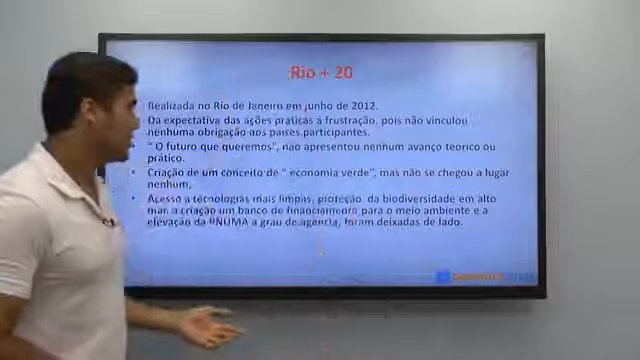 Rio + 20
Realizada no Rio de Janeiro em junho de 2012.
Da expectativa das ações práticas à frustração, pois não vinculou
nenhuma obrigação aos países participantes.
" O futuro que queremos", não apresentou nenhum avanço teórico ou
prático.
Criação de um conceito de " economia verde", mas não se chegou a lugar
nenhum.
Acesso a tecnologias mais limpas, proteção da biodiversidade em alto
mar a criação um banco de financiamento para o meio ambiente e a
elevação da PNUMA a grau de agencia, foram deixadas de lado.